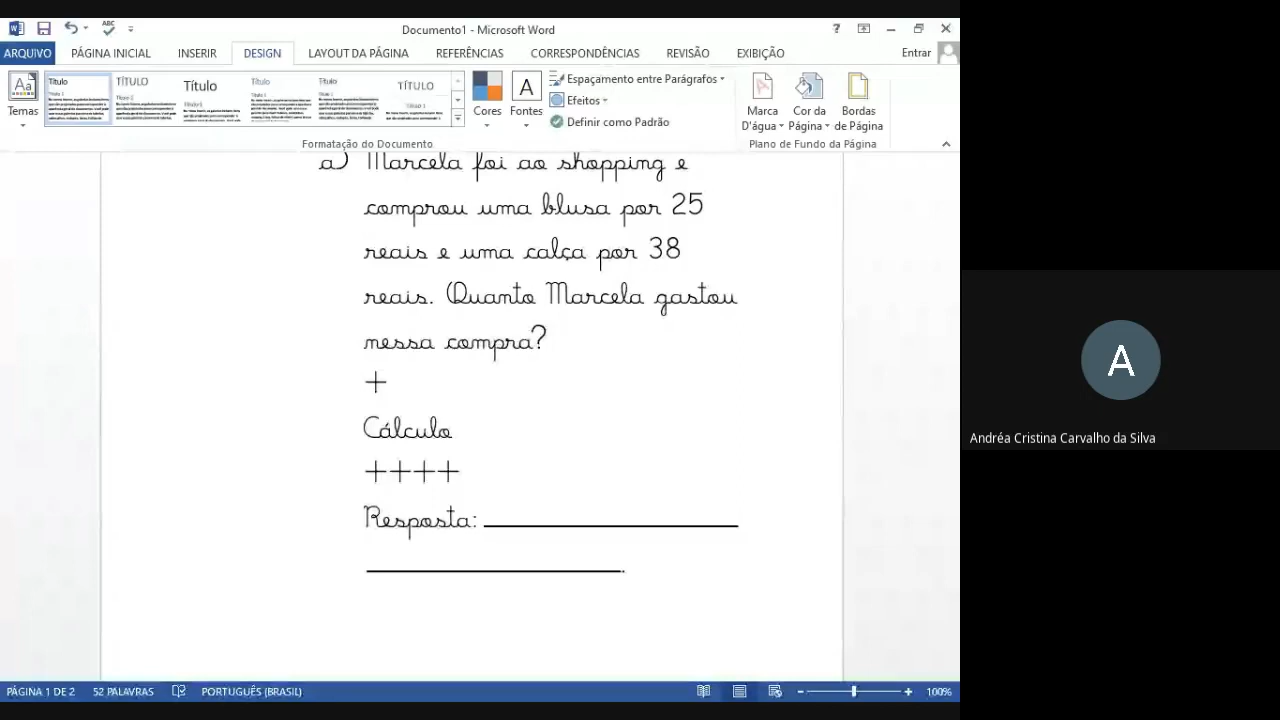 Documento1 - Microsoft Word
?
ARQUIVO PÁGINA INICIAL INSERIR DESIGN LAYOUT DA PÁGINA REFERÊNCIAS CORRESPONDÊNCIAS REVISÃO EXIBIÇÃO Entrar
Temas
Título
TÍTULO
Título
Título
Título
TÍTULO
Cores
Fontes
Espaçamento entre Parágrafos
Efeitos
Definir como Padrão
Marca D'água
Cor da Página
Bordas de Página
Formatação do Documento
Plano de Fundo da Página
a) Marcela foi ao shopping e
comprou uma blusa por 25
reais e uma calça por 38
reais. Quanto Marcela gastou
nessa compra?
+
Cálculo
++++
Resposta: ____________________
____________________.
A
Andréa Cristina Carvalho da Silva
PÁGINA 1 DE 2 52 PALAVRAS PORTUGUÊS (BRASIL) 100%